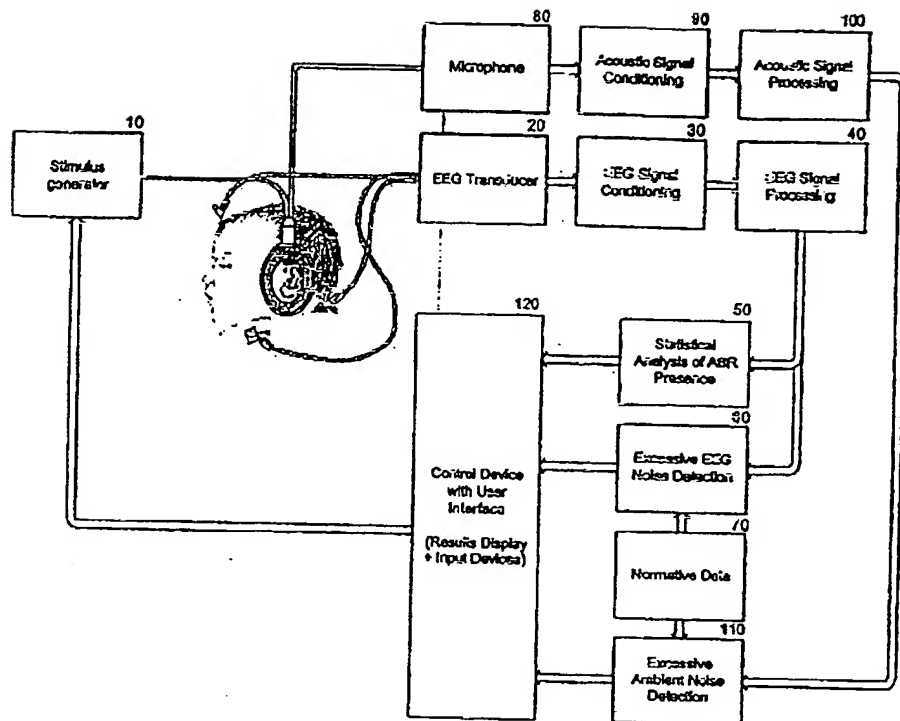 80
90
100
Microphone
Acoustic Signal
Conditioning
Acoustic Signal
Processing
10
20
30
40
Stimulus
generator
EEG Transducer
EEG Signal
Conditioning
EEG Signal
Processing
120
50
Statistical
Analysis of ABR
Presence
60
Control Device
with User
Interface
(Results Display
+ Input Devices)
Excessive EEG
Noise Detection
70
Normative Data
110
Excessive
Ambient Noise
Detection